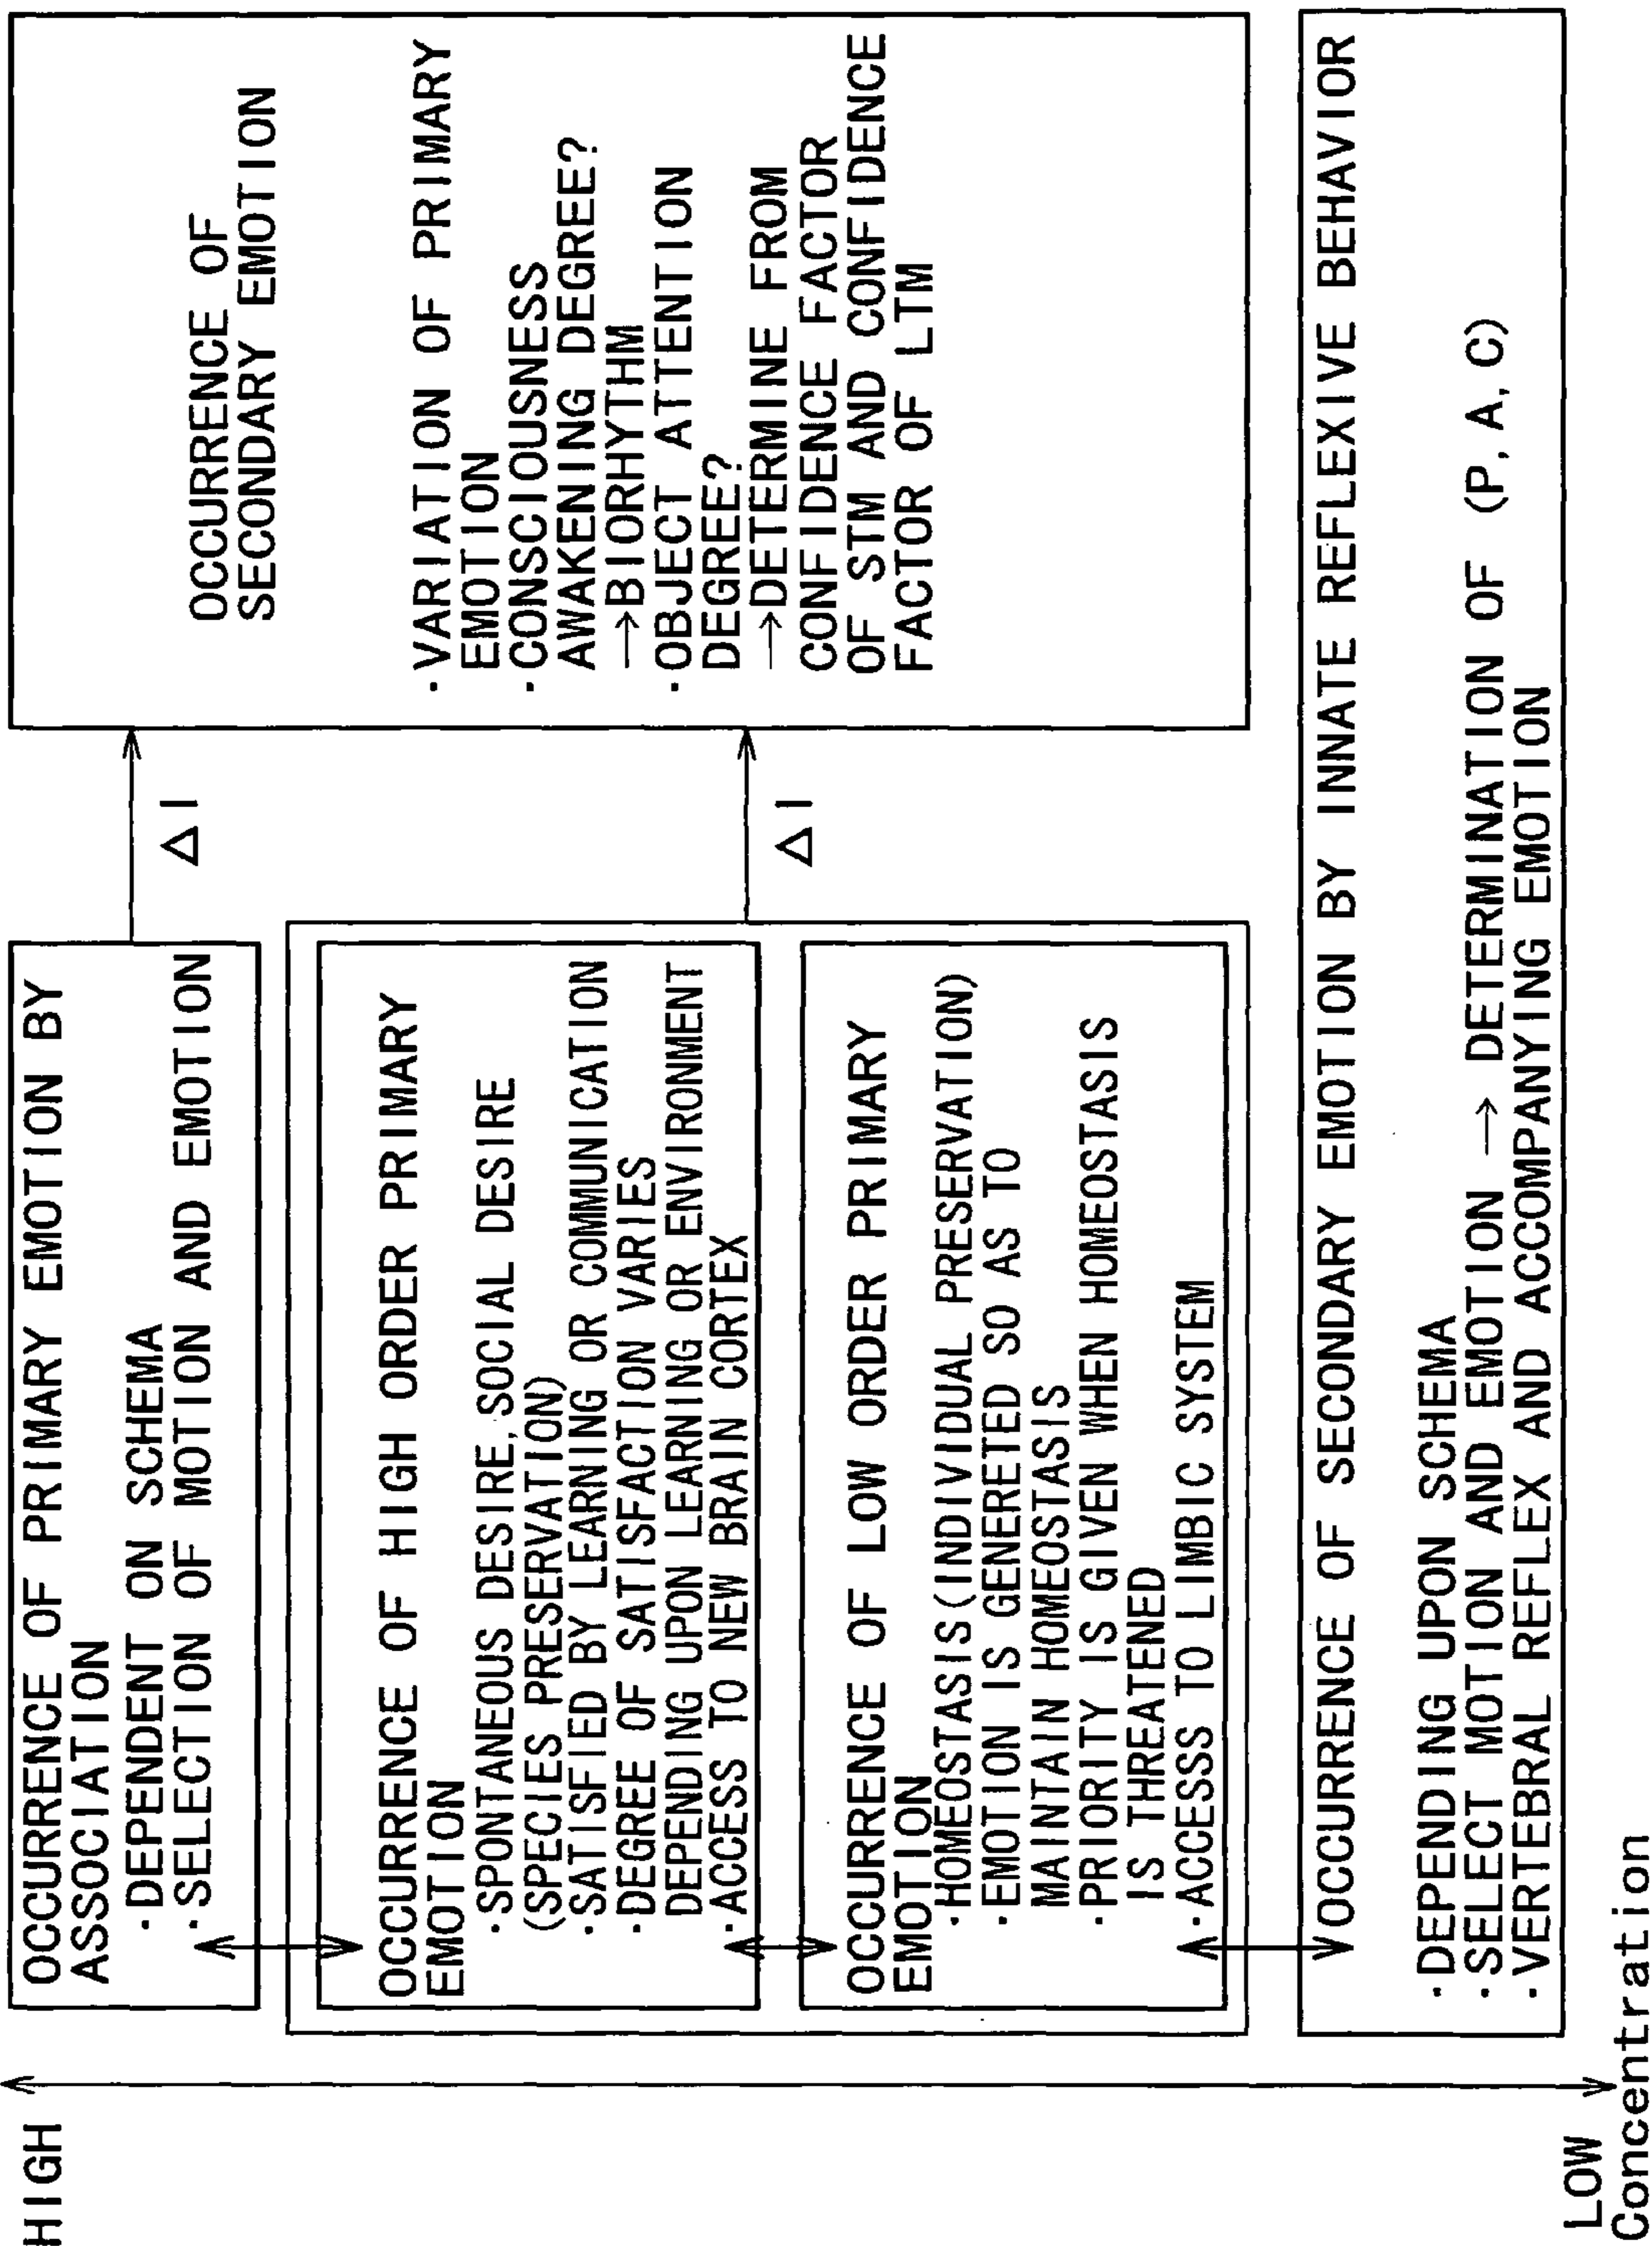 HIGH
OCCURRENCE OF PRIMARY EMOTION BY
ASSOCIATION
·DEPENDENT ON SCHEMA
·SELECTION OF MOTION AND EMOTION
OCCURRENCE OF HIGH ORDER PRIMARY
EMOTION
·SPONTANEOUS DESIRE,SOCIAL DESIRE
(SPECIES PRESERVATION)
·SATISFIED BY LEARNING OR COMMUNICATION
·DEGREE OF SATISFACTION VARIES
DEPENDING UPON LEARNING OR ENVIRONMENT
·ACCESS TO NEW BRAIN CORTEX
OCCURRENCE OF LOW ORDER PRIMARY
EMOTION
·HOMEOSTASIS(INDIVIDUAL PRESERVATION)
·EMOTION IS GENERETED SO AS TO
MAINTAIN HOMEOSTASIS
·PRIORITY IS GIVEN WHEN HOMEOSTASIS
IS THREATENED
·ACCESSS TO LIMBIC SYSTEM
ΔI
ΔI
OCCURRENCE OF
SECONDARY EMOTION
·VARIATION OF PRIMARY
EMOTION
·CONSCIOUSNESS
AWAKENING DEGREE?
→BIORHYTHM
·OBJECT ATTENTION
DEGREE?
→DETERMINE FROM
CONFIDENCE FACTOR
OF STM AND CONFIDENCE
FACTOR OF LTM
OCCURRENCE OF SECONDARY EMOTION BY INNATE REFLEXIVE BEHAVIOR
·DEPENDING UPON SCHEMA
·SELECT MOTION AND EMOTION → DETERMINATION OF (P, A, C)
·VERTEBRAL REFLEX AND ACCOMPANYING EMOTION
LOW
Concentration